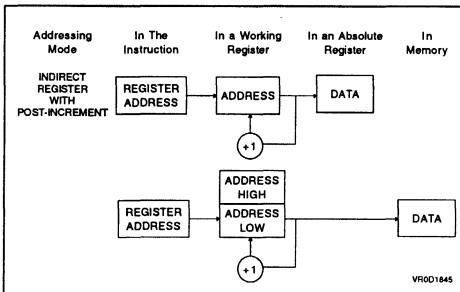 Addressing Mode
In The Instruction
In a Working Register
In an Absolute Register
In Memory
INDIRECT
REGISTER
WITH
POST-INCREMENT
REGISTER
ADDRESS
ADDRESS
DATA
+1
REGISTER
ADDRESS
ADDRESS
HIGH
ADDRESS
LOW
DATA
+1
VR0D1845